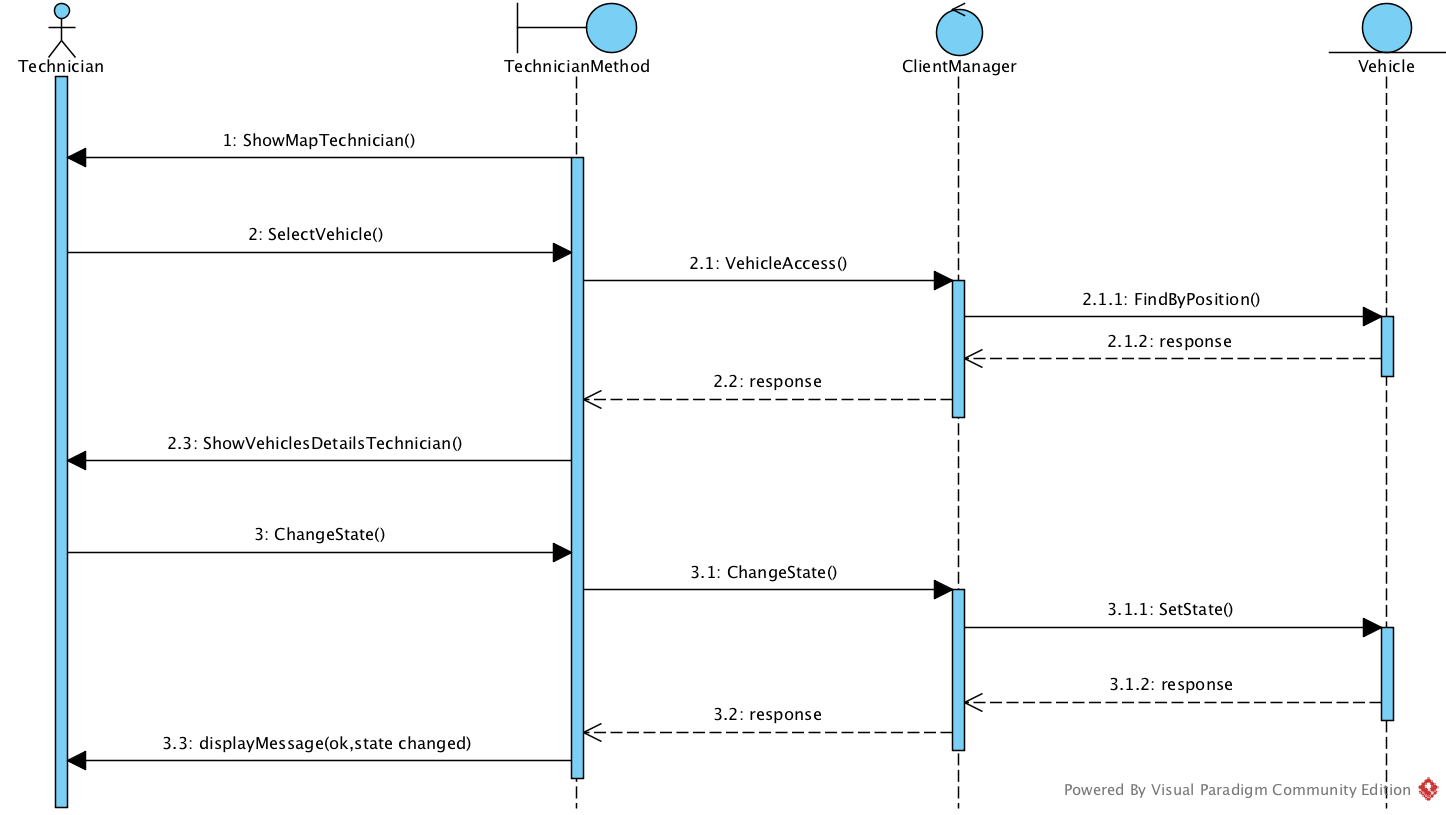 Technician
TechnicianMethod
ClientManager
Vehicle
1: ShowMapTechnician()
2: SelectVehicle()
2.1: VehicleAccess()
2.1.1: FindByPosition()
2.1.2: response
2.2: response
2.3: ShowVehiclesDetailsTechnician()
3: ChangeState()
3.1: ChangeState()
3.1.1: SetState()
3.1.2: response
3.2: response
3.3: displayMessage(ok,state changed)
Powered By Visual Paradigm Community Edition